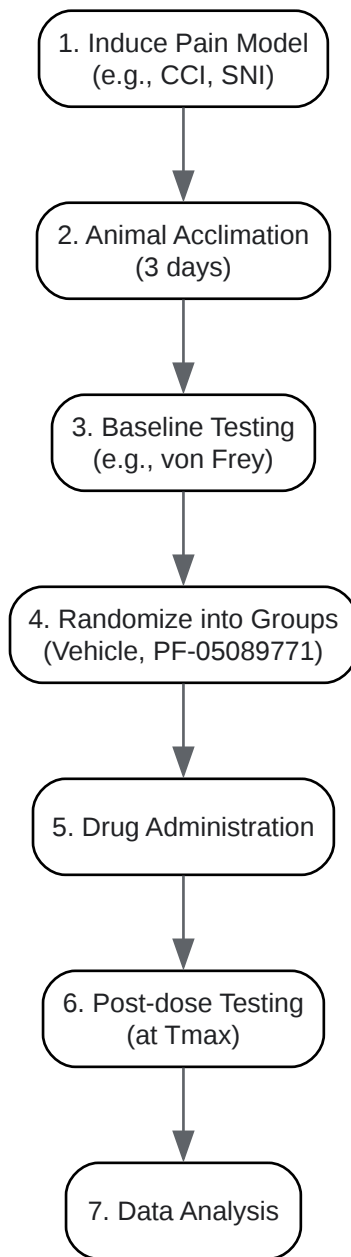 1. Induce Pain Model
(e.g., CCI, SNI)
2. Animal Acclimation
(3 days)
3. Baseline Testing
(e.g., von Frey)
4. Randomize into Groups
(Vehicle, PF-05089771)
5. Drug Administration
6. Post-dose Testing
(at Tmax)
7. Data Analysis